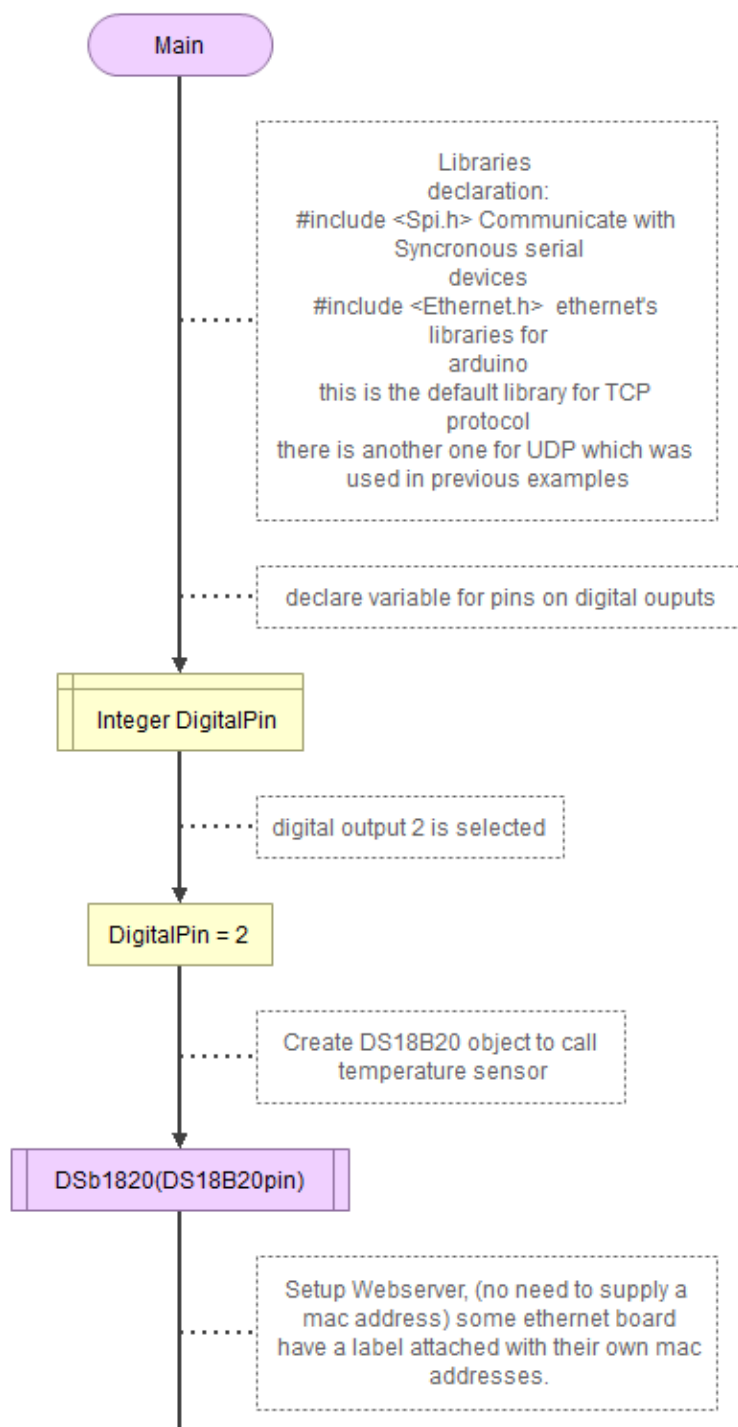 Main
Libraries
declaration:
#include <Spi.h> Communicate with
Syncronous serial
devices
#include <Ethernet.h>  ethernet's
libraries for
arduino
this is the default library for TCP
protocol
there is another one for UDP which was
used in previous examples
declare variable for pins on digital ouputs
Integer DigitalPin
digital output 2 is selected
DigitalPin = 2
Create DS18B20 object to call
temperature sensor
DSb1820(DS18B20pin)
Setup Webserver, (no need to supply a
mac address) some ethernet board
have a label attached with their own mac
addresses.